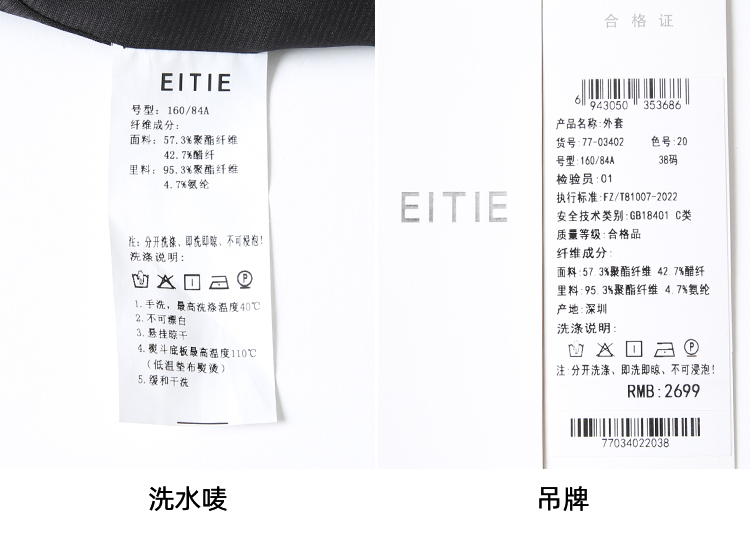 EITIE
号型: 160/84A
纤维成分:
面料: 57.3%聚酯纤维
42.7%醋纤
里料: 95.3%聚酯纤维
4.7%氨纶
注: 分开洗涤、即洗即晾、不可浸泡!
洗涤说明:
P
1.手洗,最高洗涤温度40℃
2.不可漂白
3.悬挂晾干
4.熨斗底板最高温度110℃
(低温垫布熨烫)
5.缓和干洗
洗水唛
EITIE
合格证
6 943050 353686
产品名称:外套
货号:77-03402 色号:20
号型:160/84A 38码
检验员:01
执行标准:FZ/T81007-2022
安全技术类别:GB18401 C类
质量等级:合格品
纤维成分:
面料:57.3%聚酯纤维 42.7%醋纤
里料:95.3%聚酯纤维 4.7%氨纶
产地:深圳
洗涤说明:
P
注:分开洗涤、即洗即晾、不可浸泡!
RMB:2699
77034022038
吊牌